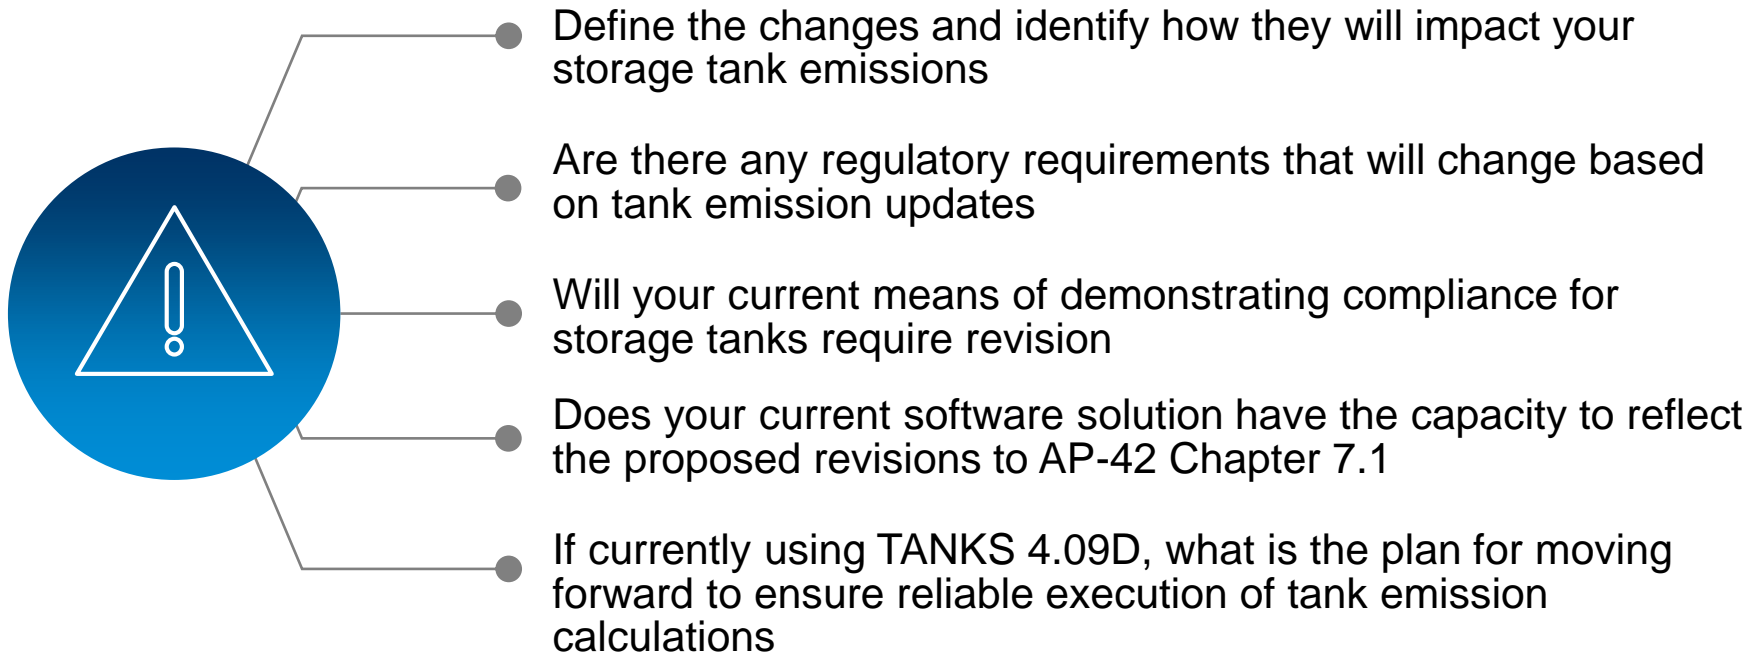 Define the changes and identify how they will impact your
storage tank emissions
Are there any regulatory requirements that will change based
on tank emission updates
Will your current means of demonstrating compliance for
storage tanks require revision
Does your current software solution have the capacity to reflect
the proposed revisions to AP-42 Chapter 7.1
If currently using TANKS 4.09D, what is the plan for moving
forward to ensure reliable execution of tank emission
calculations